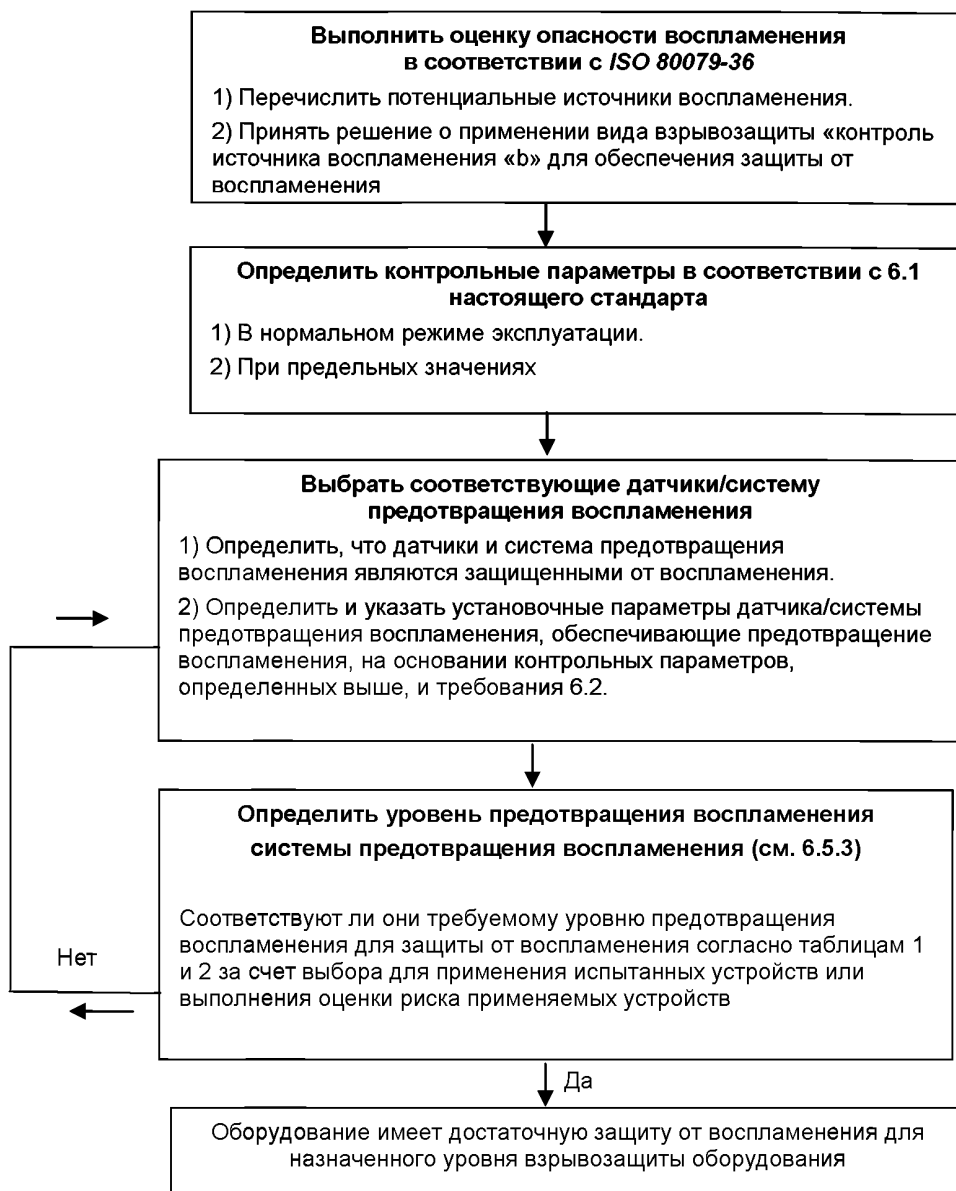 Выполнить оценку опасности воспламенения
в соответствии с ISO 80079-36
1) Перечислить потенциальные источники воспламенения.
2) Принять решение о применении вида взрывозащиты «контроль
источника воспламенения «b» для обеспечения защиты от
воспламенения
Определить контрольные параметры в соответствии с 6.1
настоящего стандарта
1) В нормальном режиме эксплуатации.
2) При предельных значениях
Выбрать соответствующие датчики/систему
предотвращения воспламенения
1) Определить, что датчики и система предотвращения
воспламенения являются защищенными от воспламенения.
2) Определить и указать установочные параметры датчика/системы
предотвращения воспламенения, обеспечивающие предотвращение
воспламенения, на основании контрольных параметров,
определенных выше, и требования 6.2.
Определить уровень предотвращения воспламенения
системы предотвращения воспламенения (см. 6.5.3)
Соответствуют ли они требуемому уровню предотвращения
воспламенения для защиты от воспламенения согласно таблицам 1
и 2 за счет выбора для применения испытанных устройств или
выполнения оценки риска применяемых устройств
Нет
Да
Оборудование имеет достаточную защиту от воспламенения для
назначенного уровня взрывозащиты оборудования